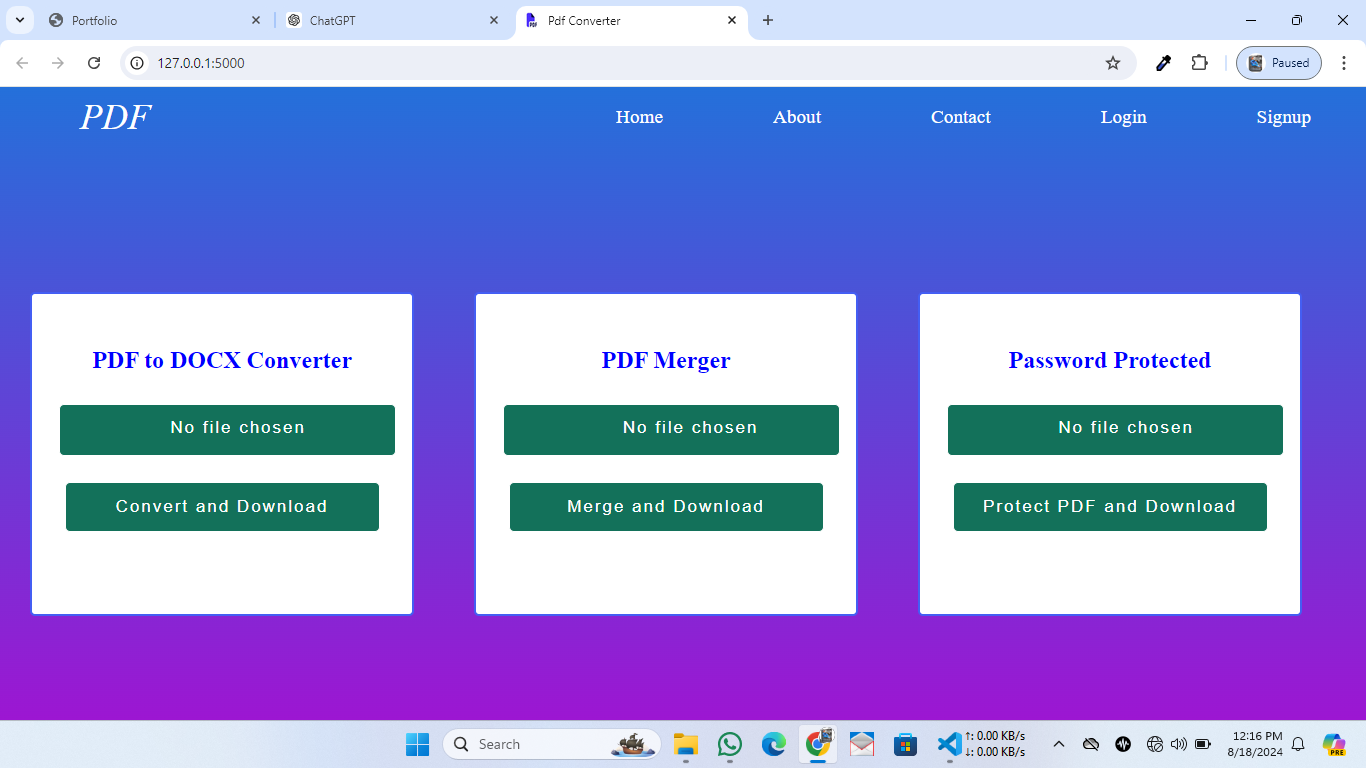 Portfolio
ChatGPT
Pdf Converter
127.0.0.1:5000
Paused
PDF
Home
About
Contact
Login
Signup
PDF to DOCX Converter
No file chosen
Convert and Download
PDF Merger
No file chosen
Merge and Download
Password Protected
No file chosen
Protect PDF and Download
Search
↑: 0.00 KB/s
↓: 0.00 KB/s
12:16 PM
8/18/2024
PRE